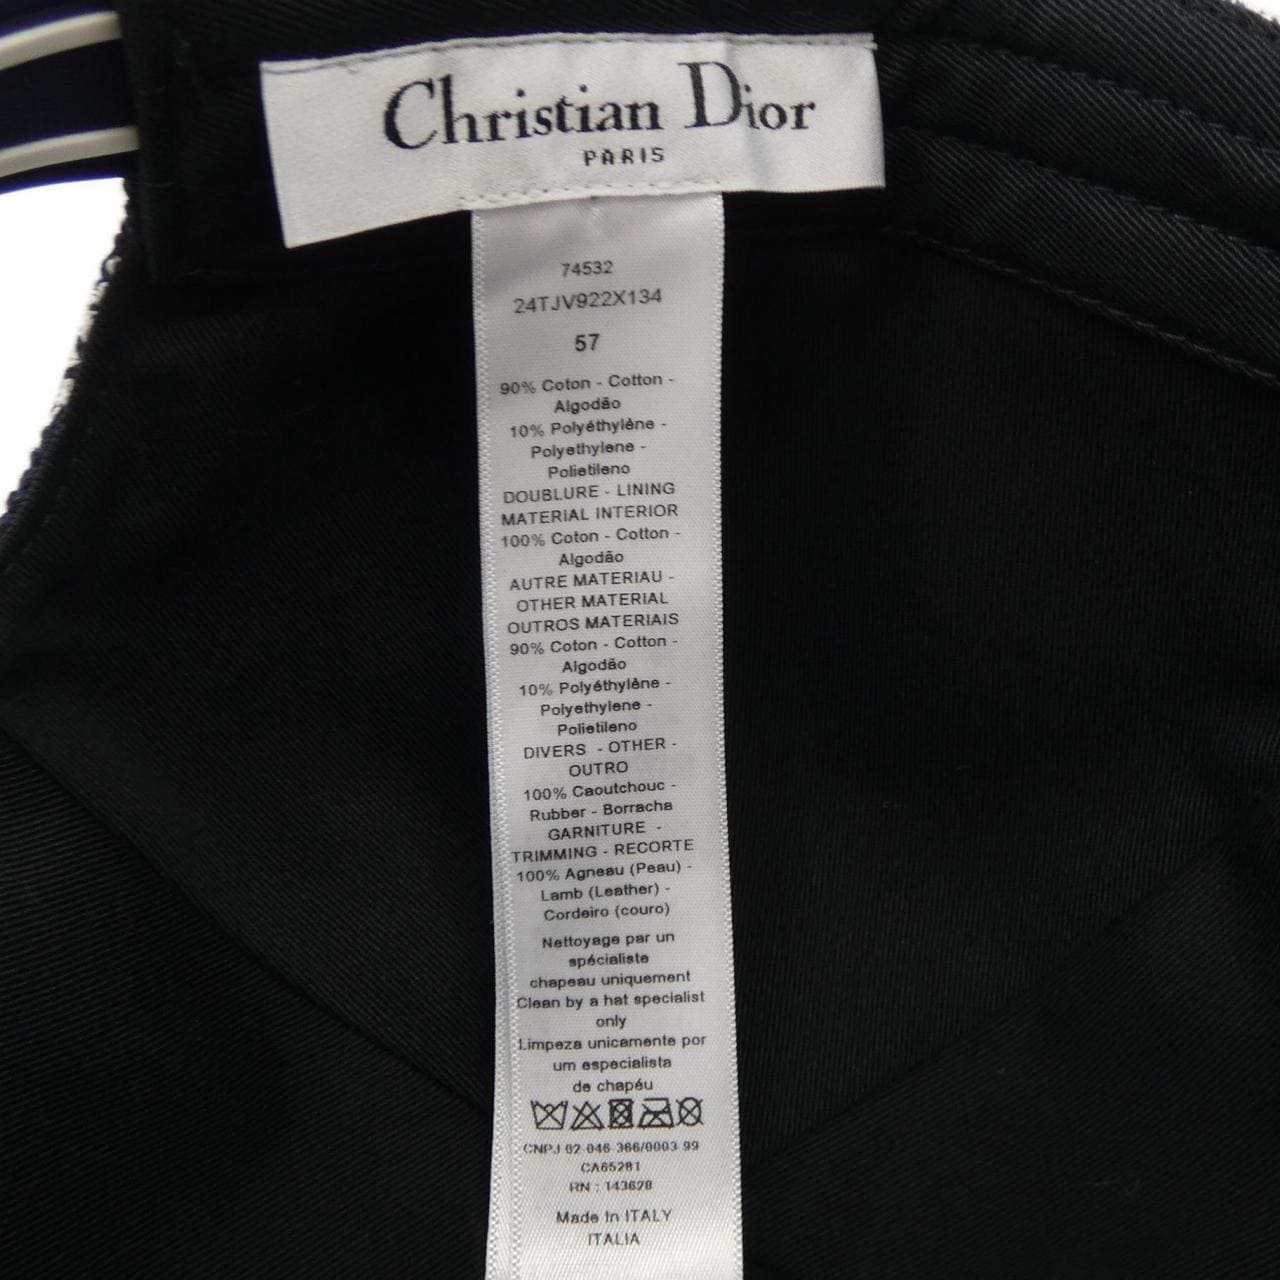 Christian Dior
PARIS
74532
24TJV922X134
57
90% Coton - Cotton -
Algodão
10% Polyéthylène -
Polyethylene -
Polietileno
DOUBLURE - LINING
MATERIAL INTERIOR
100% Coton - Cotton -
Algodão
AUTRE MATERIAU -
OTHER MATERIAL
OUTROS MATERIAIS
90% Coton - Cotton -
Algodão
10% Polyéthylène -
Polyethylene -
Polietileno
DIVERS - OTHER -
OUTRO
100% Caoutchouc -
Rubber - Borracha
GARNITURE -
TRIMMING - RECORTE
100% Agneau (Peau) -
Lamb (Leather) -
Cordeiro (couro)
Nettoyage par un
spécialiste
chapeau uniquement
Clean by a hat specialist
only
Limpeza unicamente por
um especialista
de chapéu
CNPJ 02-046-366/0003-99
CA65281
RN : 143628
Made In ITALY
ITALIA